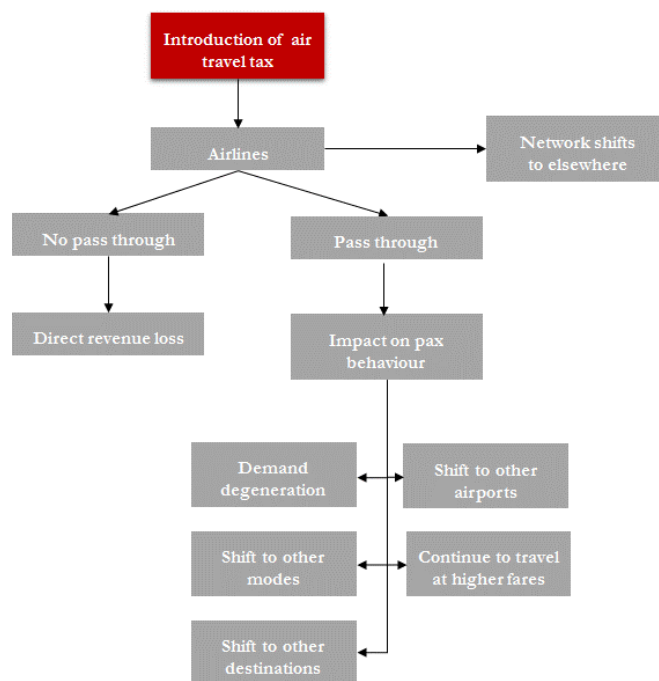 Introduction of air
travel tax
Airlines
Network shifts
to elsewhere
No pass through
Pass through
Direct revenue loss
Impact on pax
behaviour
Demand
degeneration
Shift to other
airports
Shift to other
modes
Continue to travel
at higher fares
Shift to other
destinations